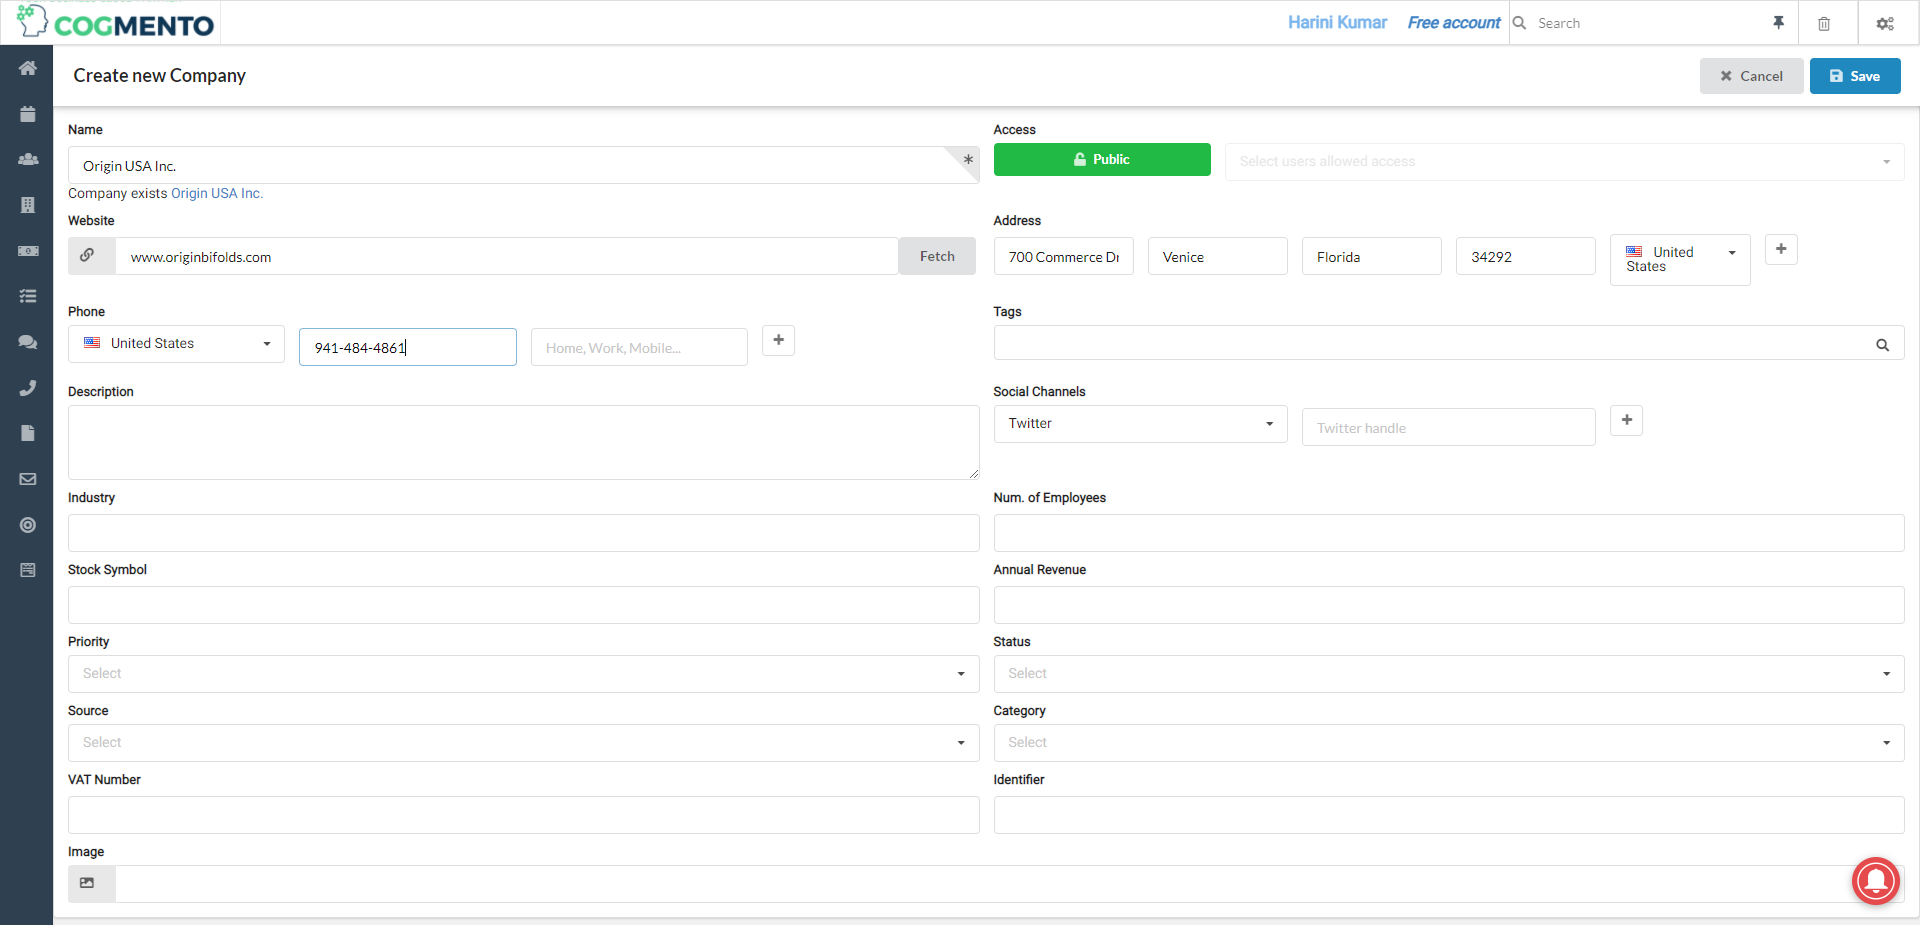 COGMENTO
Harini Kumar
Free account
Search
Create new Company
Cancel
Save
Name
Origin USA Inc.
*
Company exists Origin USA Inc.
Access
Public
Select users allowed access
Website
www.originbifolds.com
Fetch
Address
700 Commerce Dr
Venice
Florida
34292
United
States
Phone
United States
941-484-4861
Home, Work, Mobile...
Tags
Description
Social Channels
Twitter
Twitter handle
Industry
Num. of Employees
Stock Symbol
Annual Revenue
Priority
Select
Status
Select
Source
Select
Category
Select
VAT Number
Identifier
Image